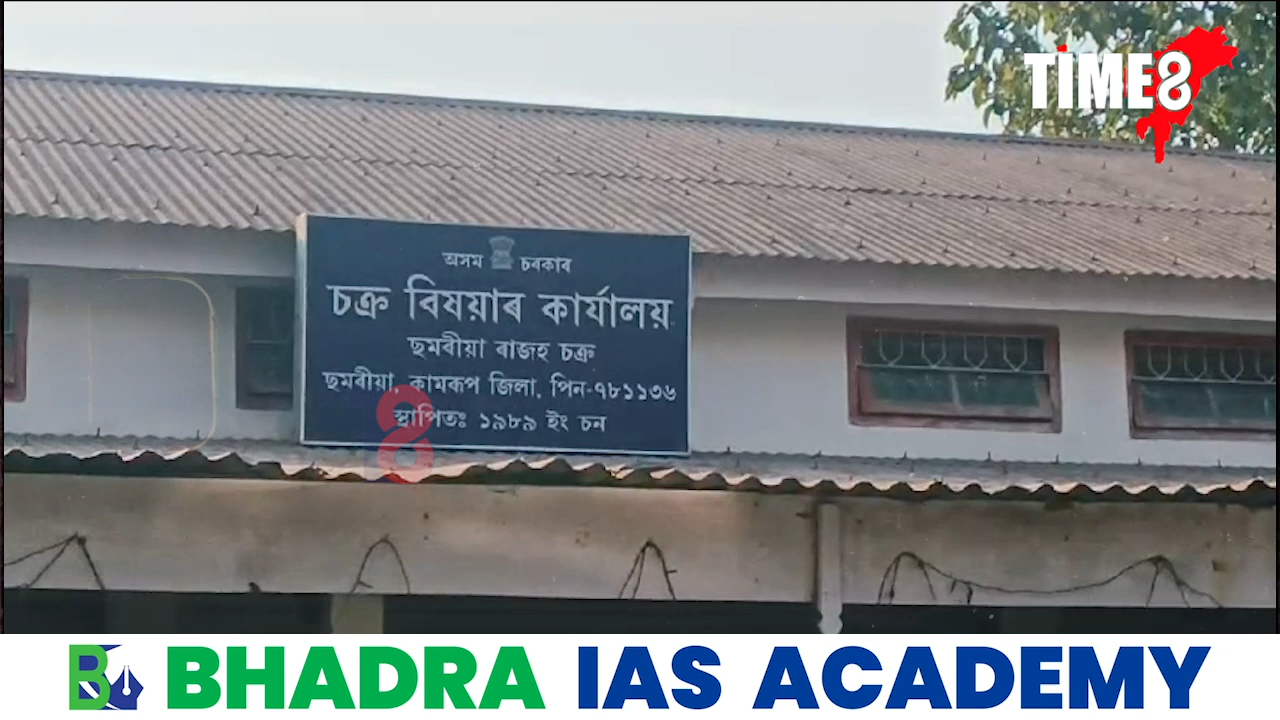 TIME8
অসম চৰকাৰ
চক্ৰ বিষয়াৰ কাৰ্যালয়
ছমৰীয়া ৰাজহ চক্ৰ
ছমৰীয়া, কামৰূপ জিলা, পিন-৭৮১১৩৬
স্থাপিতঃ ১৯৮৯ ইং চন
BHADRA IAS ACADEMY